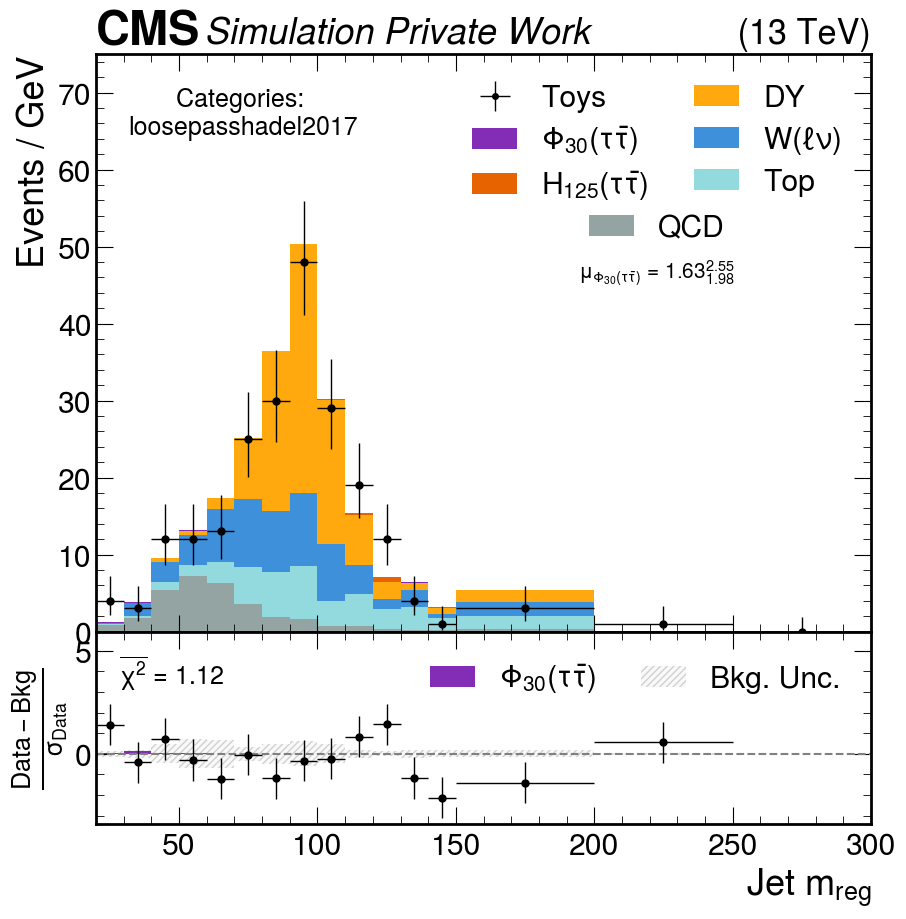 CMS Simulation Private Work (13 TeV)
Events / GeV
70
60
50
40
30
20
10
0
Categories:
loosepasshadel2017
Toys
Φ30(ττ̄)
H125(ττ̄)
DY
W(ℓν)
Top
QCD
μΦ30(ττ̄) = 1.63 2.55 1.98
Data – Bkg
σData
5
0
χ² = 1.12
Φ30(ττ̄)
Bkg. Unc.
50 100 150 200 250 300
Jet mreg